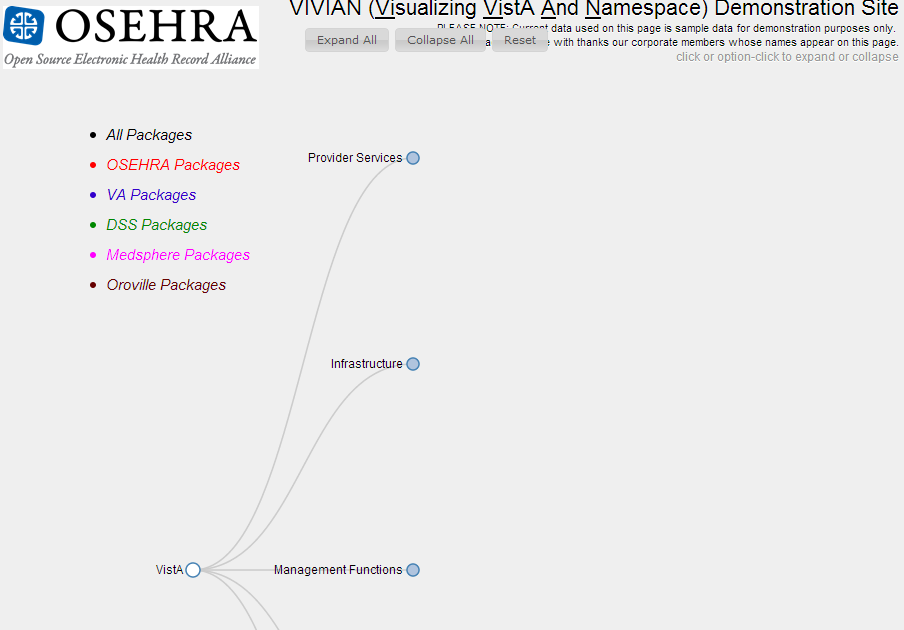 OSEHRA
Open Source Electronic Health Record Alliance
VIVIAN (Visualizing VistA And Namespace) Demonstration Site
PLEASE NOTE: Current data used on this page is sample data for demonstration purposes only.
with thanks our corporate members whose names appear on this page.
Expand All
Collapse All
Reset
click or option-click to expand or collapse
All Packages
OSEHRA Packages
VA Packages
DSS Packages
Medsphere Packages
Oroville Packages
Provider Services
Infrastructure
VistA
Management Functions